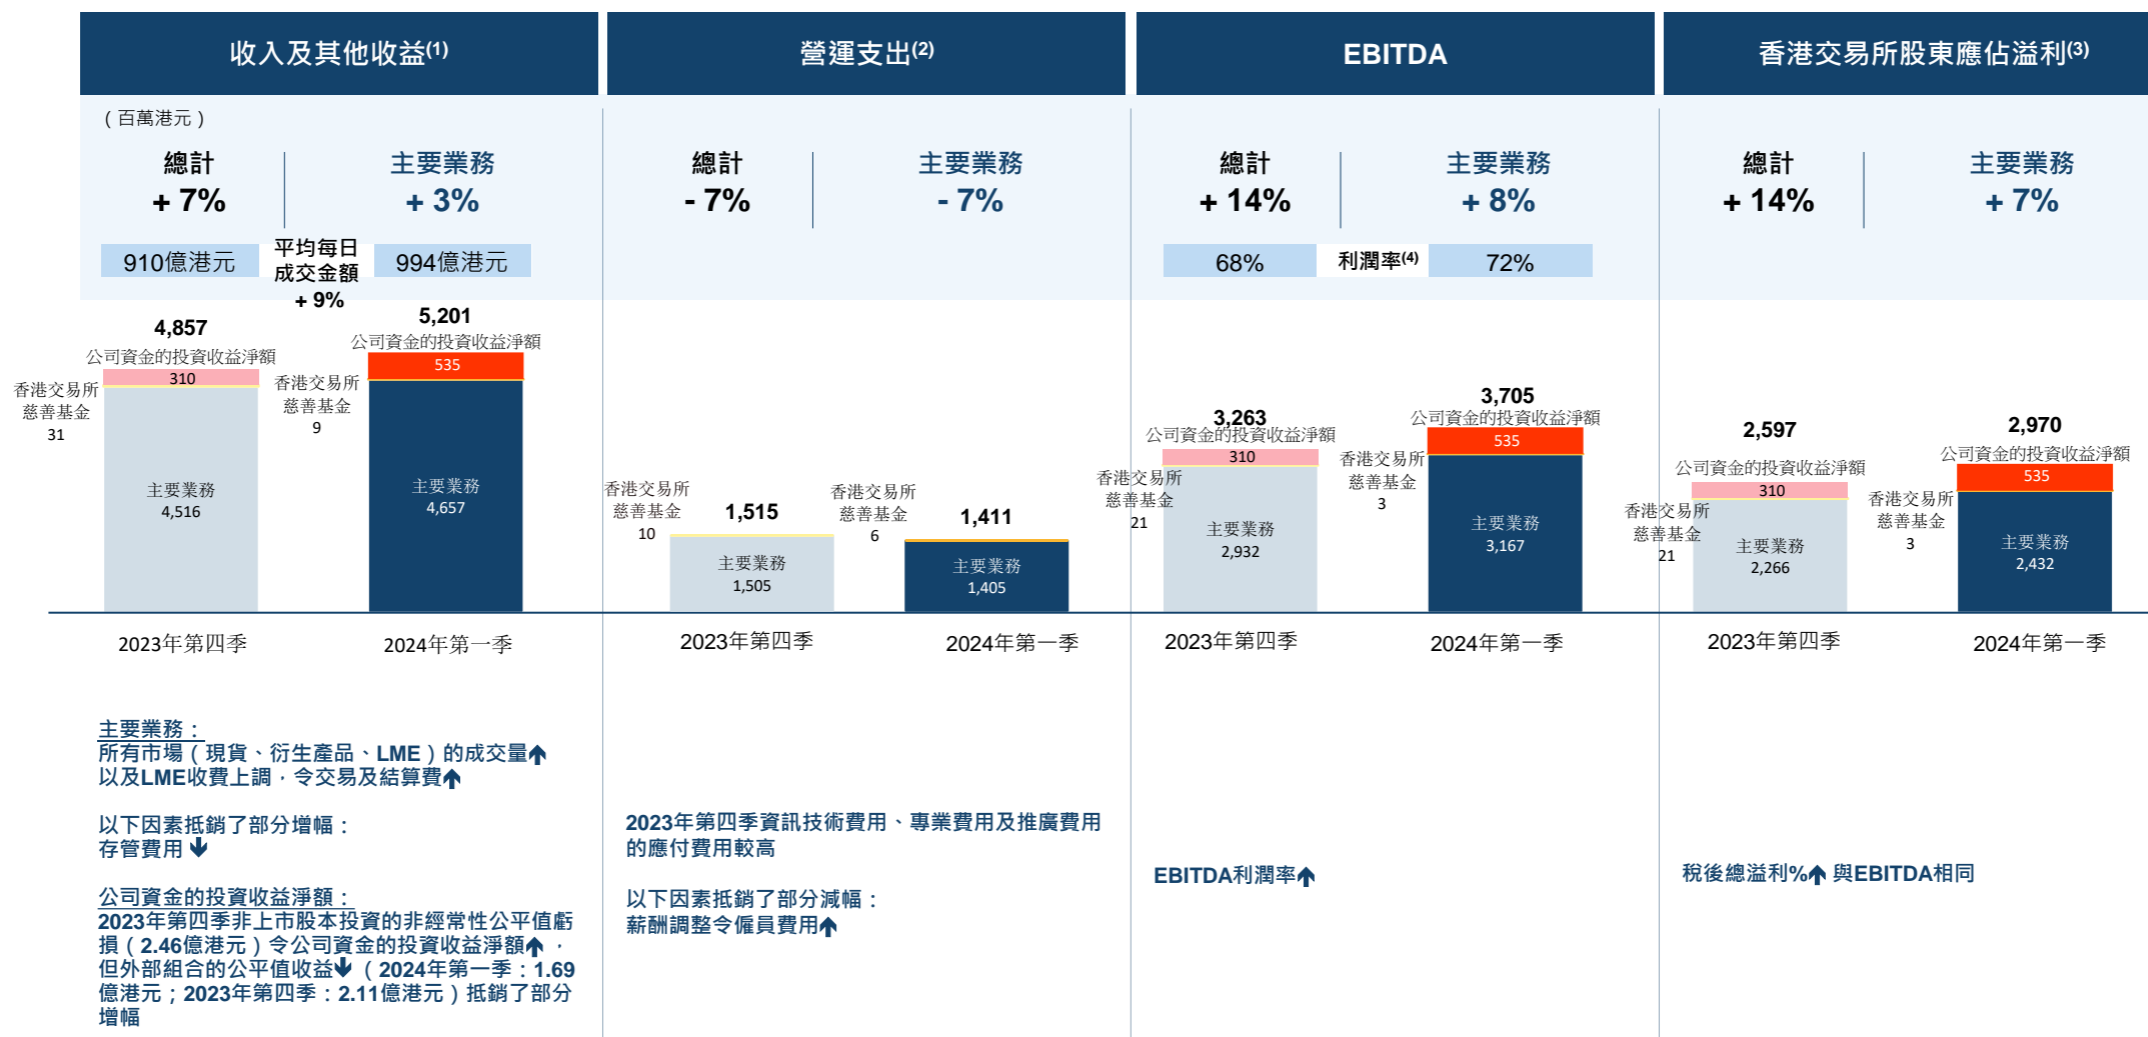 收入及其他收益(1)
營運支出(2)
EBITDA
香港交易所股東應佔溢利(3)
（百萬港元）
總計
+ 7%
主要業務
+ 3%
910億港元
平均每日
成交金額
+ 9%
994億港元
4,857
公司資金的投資收益淨額
310
香港交易所
慈善基金
31
主要業務
4,516
2023年第四季
5,201
公司資金的投資收益淨額
535
香港交易所
慈善基金
9
主要業務
4,657
2024年第一季
主要業務：
所有市場（現貨、衍生產品、LME）的成交量↑
以及LME收費上調，令交易及結算費↑
以下因素抵銷了部分增幅：
存管費用↓
公司資金的投資收益淨額：
2023年第四季非上市股本投資的非經常性公平值虧
損（2.46億港元）令公司資金的投資收益淨額↑，
但外部組合的公平值收益↓（2024年第一季：1.69
億港元；2023年第四季：2.11億港元）抵銷了部分
增幅
總計
- 7%
主要業務
- 7%
香港交易所
慈善基金
10
1,515
主要業務
1,505
2023年第四季
香港交易所
慈善基金
6
1,411
主要業務
1,405
2024年第一季
2023年第四季資訊技術費用、專業費用及推廣費用
的應付費用較高
以下因素抵銷了部分減幅：
薪酬調整令僱員費用↑
總計
+ 14%
主要業務
+ 8%
68%
利潤率(4)
72%
3,263
公司資金的投資收益淨額
310
香港交易所
慈善基金
21
主要業務
2,932
2023年第四季
3,705
公司資金的投資收益淨額
535
香港交易所
慈善基金
3
主要業務
3,167
2024年第一季
EBITDA利潤率↑
總計
+ 14%
主要業務
+ 7%
2,597
公司資金的投資收益淨額
310
香港交易所
慈善基金
21
主要業務
2,266
2023年第四季
2,970
公司資金的投資收益淨額
535
香港交易所
慈善基金
3
主要業務
2,432
2024年第一季
稅後總溢利%↑ 與EBITDA相同